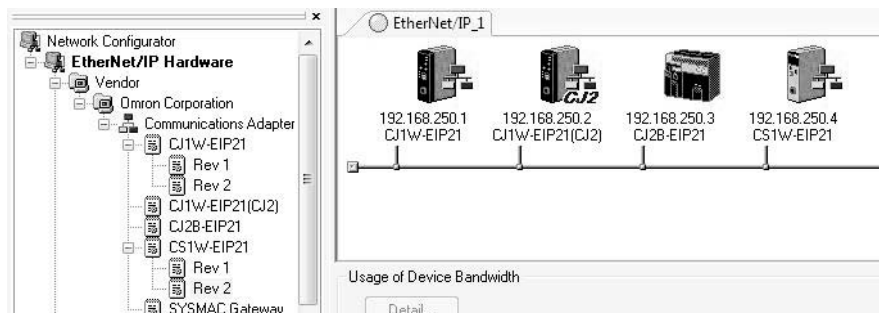 Network Configurator
EtherNet/IP Hardware
Vendor
Omron Corporation
Communications Adapter
CJ1W-EIP21
Rev 1
Rev 2
CJ1W-EIP21(CJ2)
CJ2B-EIP21
CS1W-EIP21
Rev 1
Rev 2
SYSMAC Gateway
EtherNet/IP_1
CJ2
192.168.250.1 192.168.250.2 192.168.250.3 192.168.250.4
CJ1W-EIP21 CJ1W-EIP21(CJ2) CJ2B-EIP21 CS1W-EIP21
Usage of Device Bandwidth
Detail...